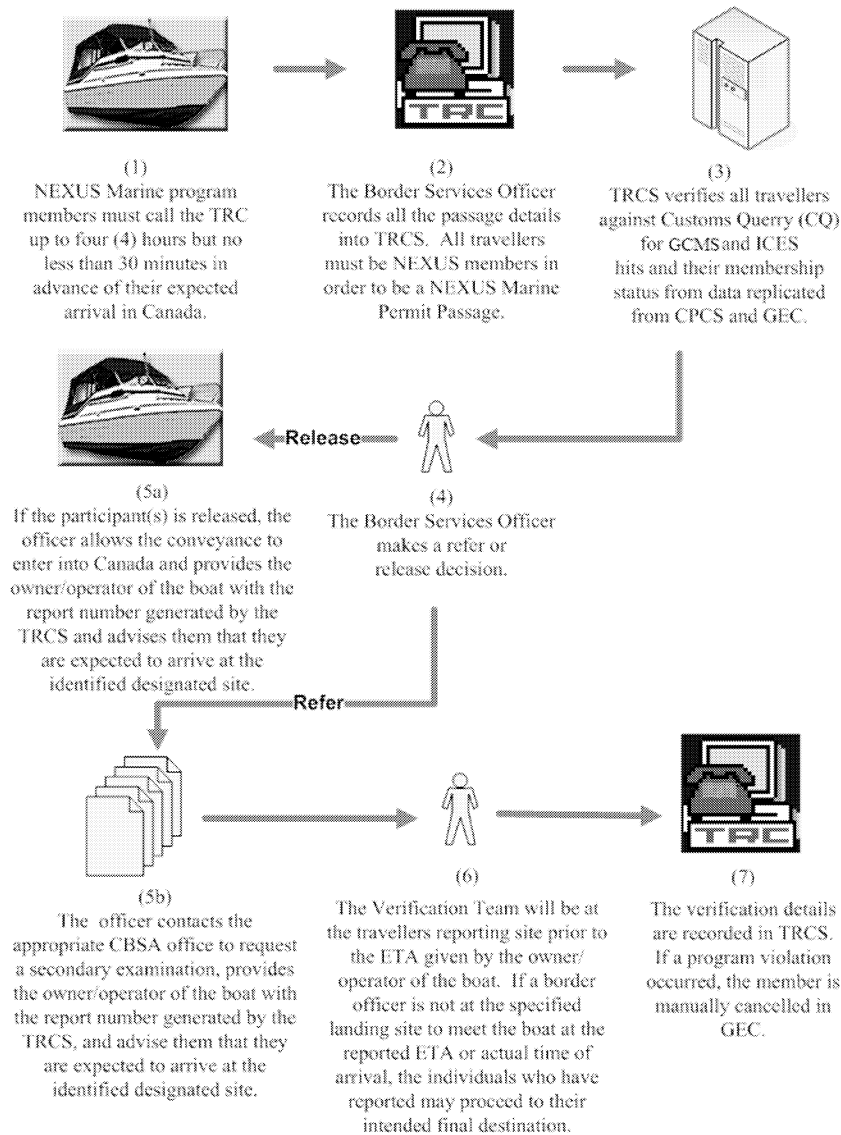 TRC
(1)
NEXUS Marine program
members must call the TRC
up to four (4) hours but no
less than 30 minutes in
advance of their expected
arrival in Canada.
(2)
The Border Services Officer
records all the passage details
into TRCS. All travellers
must be NEXUS members in
order to be a NEXUS Marine
Permit Passage.
(3)
TRCS verifies all travellers
against Customs Querry (CQ)
for GCMS and ICES
hits and their membership
status from data replicated
from CPCS and GEC.
Release
(4)
The Border Services Officer
makes a refer or
release decision.
(5a)
If the participant(s) is released, the
officer allows the conveyance to
enter into Canada and provides the
owner/operator of the boat with the
report number generated by the
TRCS and advises them that they
are expected to arrive at the
identified designated site.
Refer
TRC
(5b)
The officer contacts the
appropriate CBSA office to request
a secondary examination, provides
the owner/operator of the boat with
the report number generated by the
TRCS, and advise them that they
are expected to arrive at the
identified designated site.
(6)
The Verification Team will be at
the travellers reporting site prior to
the ETA given by the owner/
operator of the boat. If a border
officer is not at the specified
landing site to meet the boat at the
reported ETA or actual time of
arrival, the individuals who have
reported may proceed to their
intended final destination.
(7)
The verification details
are recorded in TRCS.
If a program violation
occurred, the member is
manually cancelled in
GEC.